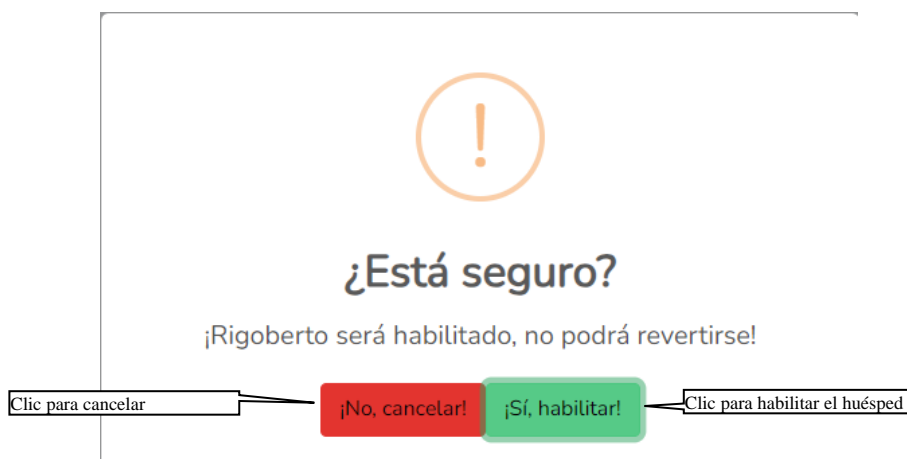 !
¿Está seguro?
¡Rigoberto será habilitado, no podrá revertirse!
Clic para cancelar
¡No, cancelar!
¡Sí, habilitar!
Clic para habilitar el huésped